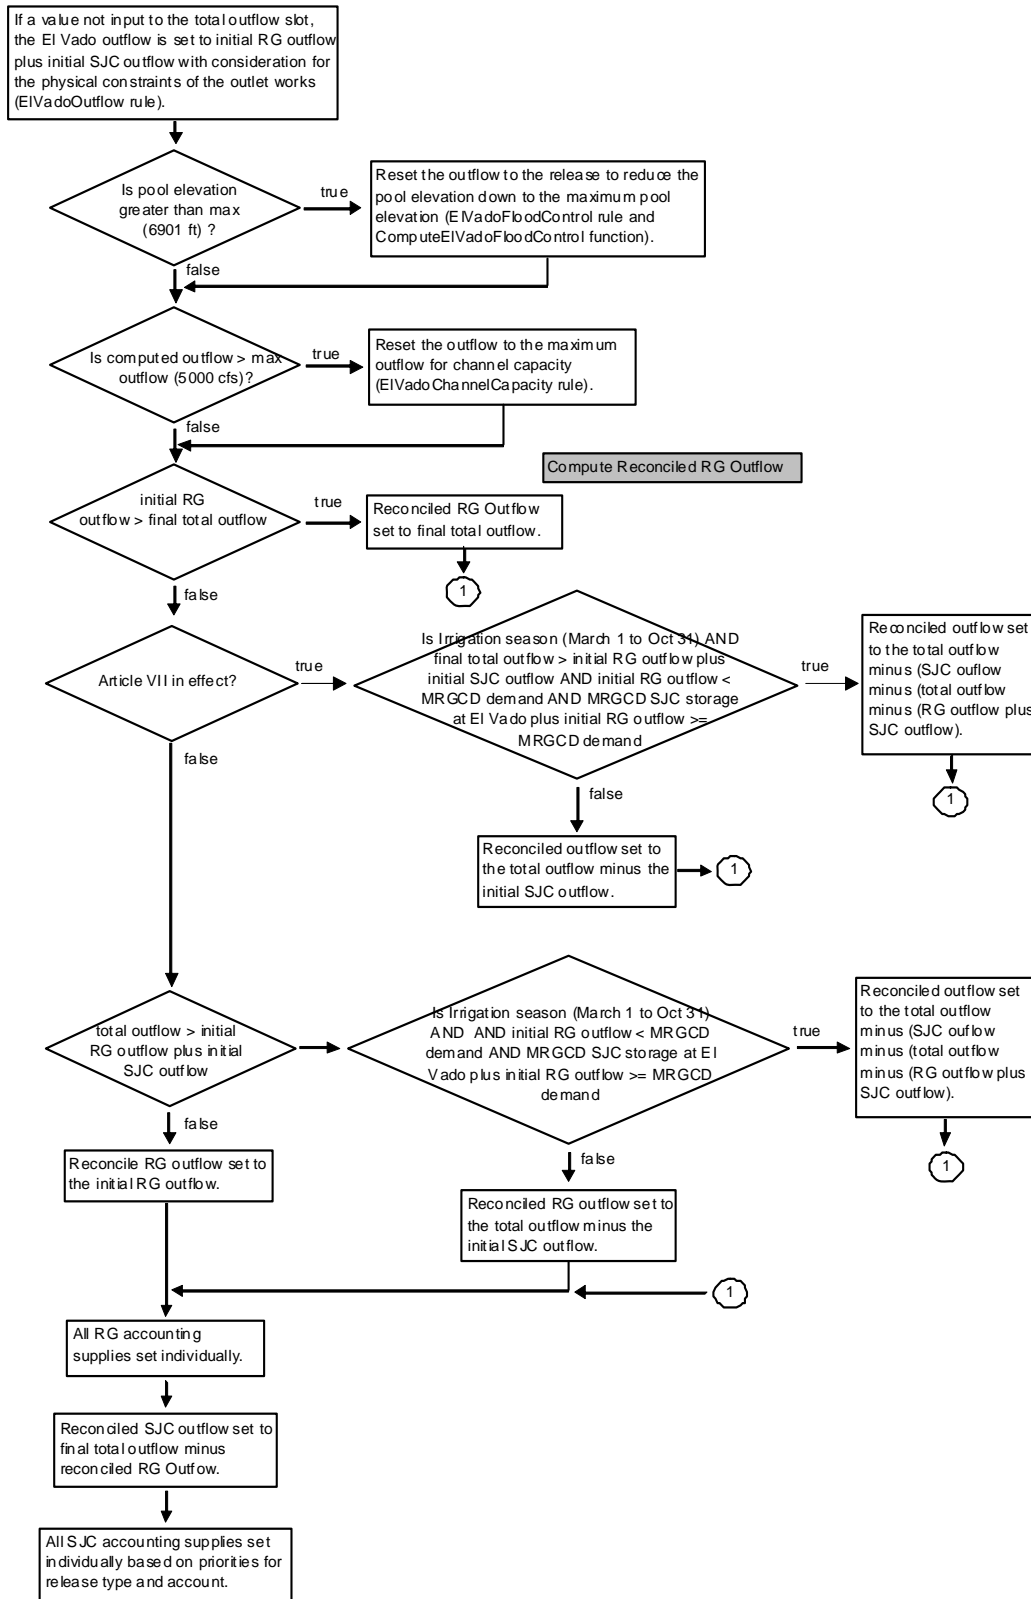 If a value not input to the total outflow slot,
the El Vado outflow is set to initial RG outflow
plus initial SJC outflow with consideration for
the physical constraints of the outlet works
(ElVadoOutflow rule).
Is pool elevation
greater than max
(6901 ft) ?
true
Reset the outflow to the release to reduce the
pool elevation down to the maximum pool
elevation (ElVadoFloodControl rule and
ComputeElVadoFloodControl function).
false
Is computed outflow > max
outflow (5000 cfs)?
true
Reset the outflow to the maximum
outflow for channel capacity
(ElVadoChannelCapacity rule).
false
Compute Reconciled RG Outflow
initial RG
outflow > final total outflow
true
Reconciled RG Outflow
set to final total outflow.
1
false
Article VII in effect?
true
Is Irrigation season (March 1 to Oct 31) AND
final total outflow > initial RG outflow plus
initial SJC outflow AND initial RG outflow <
MRGCD demand AND MRGCD SJC storage
at El Vado plus initial RG outflow >=
MRGCD demand
true
Reconciled outflow set
to the total outflow
minus (SJC ouflow
minus (total outflow
minus (RG outflow plus
SJC outflow).
1
false
false
Reconciled outflow set to
the total outflow minus the
initial SJC outflow.
1
total outflow > initial
RG outflow plus initial
SJC outflow
Is Irrigation season (March 1 to Oct 31)
AND AND initial RG outflow < MRGCD
demand AND MRGCD SJC storage at El
Vado plus initial RG outflow >= MRGCD
demand
true
Reconciled outflow set
to the total outflow
minus (SJC ouflow
minus (total outflow
minus (RG outflow plus
SJC outflow).
1
false
Reconcile RG outflow set to
the initial RG outflow.
false
Reconciled RG outflow set to
the total outflow minus the
initial SJC outflow.
1
All RG accounting
supplies set individually.
Reconciled SJC outflow set to
final total outflow minus
reconciled RG Outfow.
All SJC accounting supplies set
individually based on priorities for
release type and account.